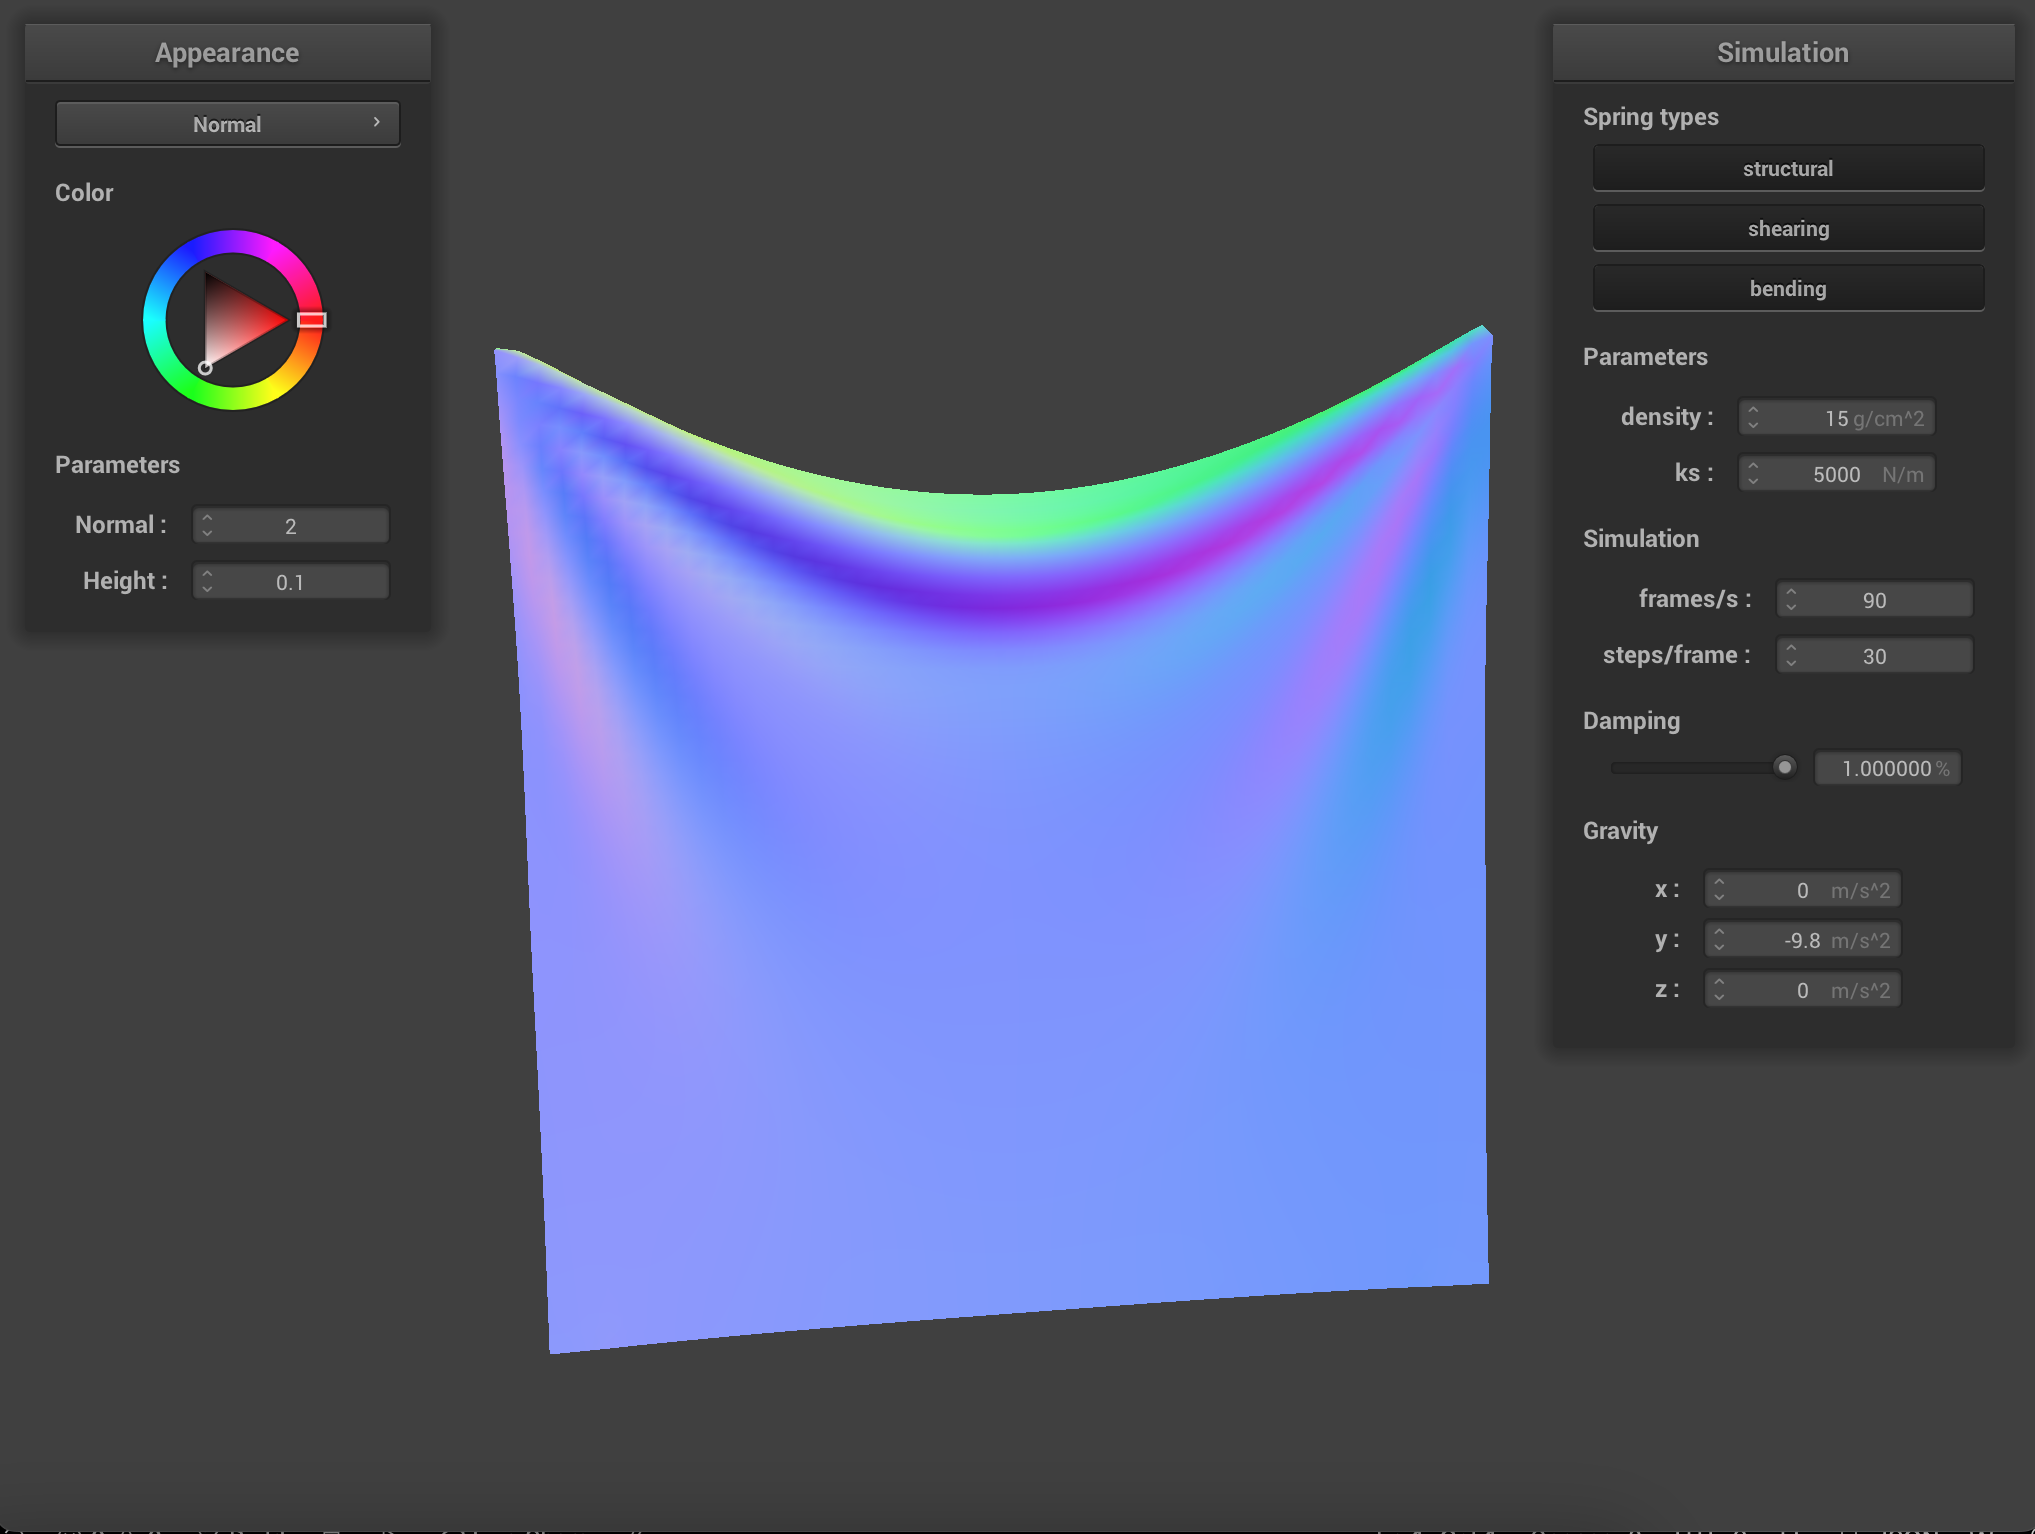 Appearance
Normal
Color
Parameters
Normal : 2
Height : 0.1
Simulation
Spring types
structural
shearing
bending
Parameters
density : 15 g/cm^2
ks : 5000 N/m
Simulation
frames/s : 90
steps/frame : 30
Damping
1.000000 %
Gravity
x : 0 m/s^2
y : -9.8 m/s^2
z : 0 m/s^2